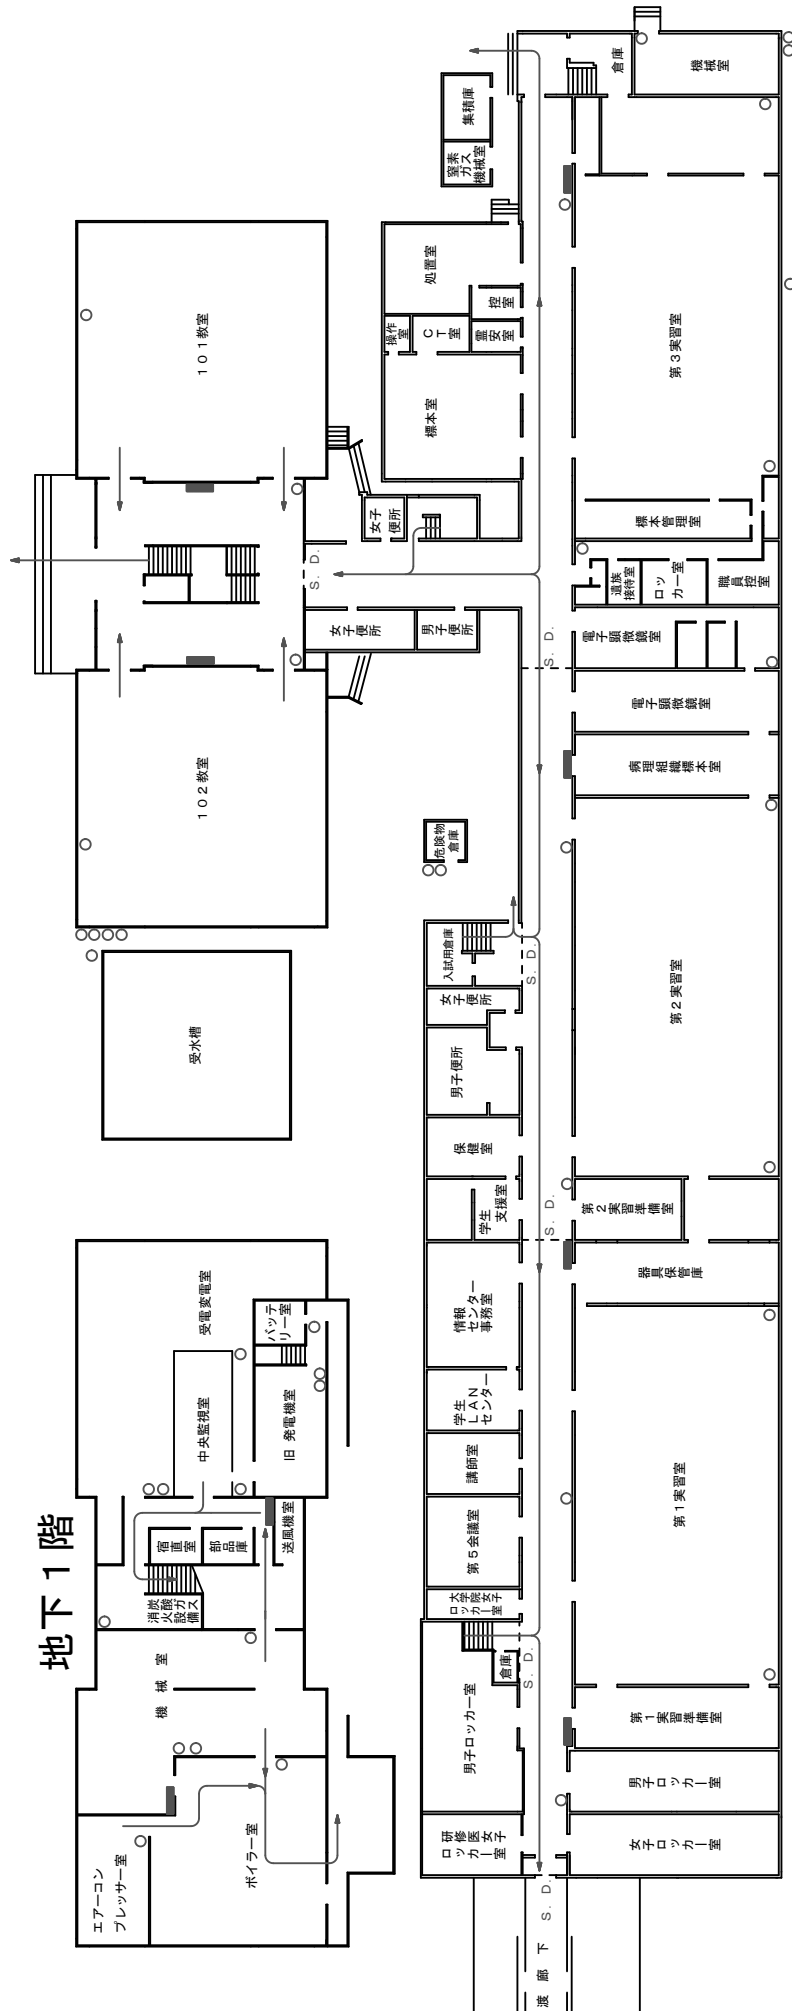 地下1階
機械室
倉庫
集積庫
窒素
ガス
機械室
処置室
控
室
操作
室
CT室
霊安室
標本室
101教室
第3実習室
標本管理室
女子
便所
S. D.
女子便所
男子便所
遺族
接待室
ロッカー室
職員
控室
電子顕微鏡室
S. D.
電子顕微鏡室
病理組織標本室
102教室
危険物
倉庫
入試用倉庫
S. D.
女子便所
男子便所
第2実習室
受水槽
保健室
学生
支援室
S. D.
第2実習準備室
器具保管庫
受電変電室
バッテ
リー室
中央監視室
旧 発電機室
情報
センター
事務室
学生
LAN
センター
講師室
第5会議室
第1実習室
送風機室
宿直室
部品庫
消火設備
炭酸ガス
大学院女子
ロッカー室
倉庫
S. D.
男子ロッカー室
機械室
第1実習準備室
男子ロッカー室
女子ロッカー室
研修医女子
ロッカー室
エアーコン
プレッサー室
ボイラー室
S. D.
渡廊下